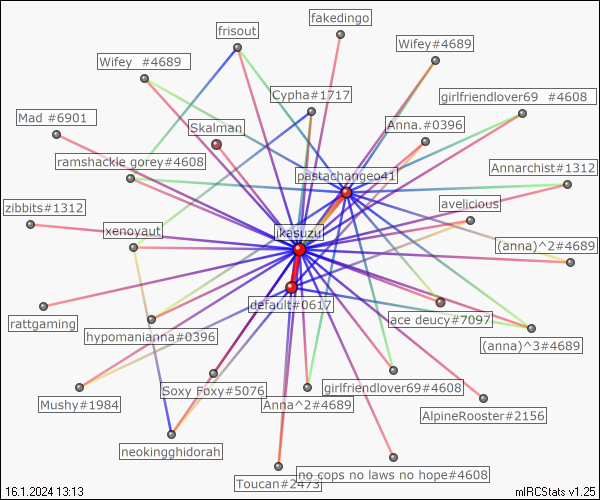 fakedingo
frisout
Wifey#4689
Wifey  #4689
Cypha#1717
girlfriendlover69  #4608
Mad #6901
Skalman
Anna.#0396
ramshackle gorey#4608
pastachangeo41
Annarchist#1312
zibbits#1312
avelicious
xenoyaut
ikasuzu
(anna)^2#4689
default#0617
rattgaming
ace deucy#7097
hypomanianna#0396
(anna)^3#4689
Soxy Foxy#5076
girlfriendlover69#4608
Mushy#1984
Anna^2#4689
AlpineRooster#2156
neokingghidorah
no cops no laws no hope#4608
Toucan#2473
16.1.2024 13:13
mIRCStats v1.25